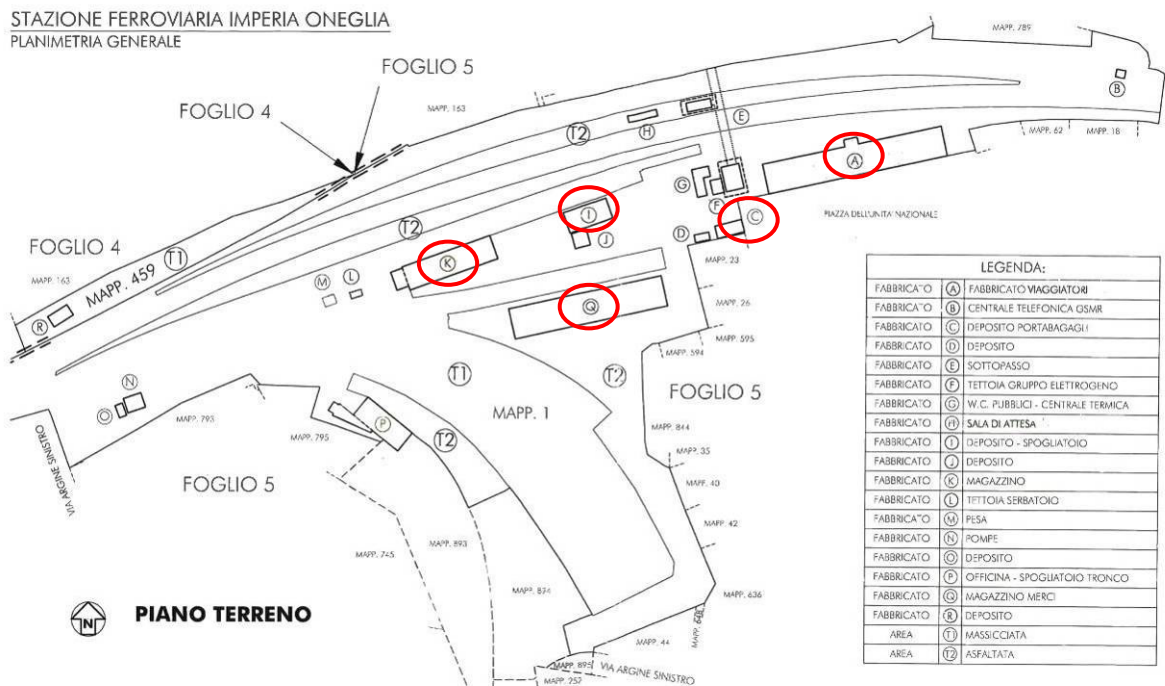 STAZIONE FERROVIARIA IMPERIA ONEGLIA
PLANIMETRIA GENERALE
MAPP. 789
FOGLIO 5
FOGLIO 4
MAPP. 163
B
E
T2
H
MAPP. 62
MAPP. 18
A
G
F
I
C
PIAZZA DELL'UNITA' NAZIONALE
T2
J
D
FOGLIO 4
T1
MAPP. 459
K
MAPP. 23
MAPP. 163
M
L
MAPP. 26
Q
R
MAPP. 595
MAPP. 594
T1
T2
N
FOGLIO 5
O
MAPP. 1
MAPP. 793
P
MAPP. 795
T2
MAPP. 844
MAPP. 35
VIA ARGINE SINISTRO
FOGLIO 5
MAPP. 40
MAPP. 42
MAPP. 893
MAPP. 745
MAPP. 874
MAPP. 636
N
PIANO TERRENO
MAPP. 44
MAPP. 895
VIA ARGINE SINISTRO
MAPP. 257
LEGENDA:
FABBRICATO A FABBRICATO VIAGGIATORI
FABBRICATO B CENTRALE TELEFONICA GSMR
FABBRICATO C DEPOSITO PORTABAGAGLI
FABBRICATO D DEPOSITO
FABBRICATO E SOTTOPASSO
FABBRICATO F TETTOIA GRUPPO ELETTROGENO
FABBRICATO G W.C. PUBBLICI - CENTRALE TERMICA
FABBRICATO H SALA DI ATTESA
FABBRICATO I DEPOSITO - SPOGLIATOIO
FABBRICATO J DEPOSITO
FABBRICATO K MAGAZZINO
FABBRICATO L TETTOIA SERBATOIO
FABBRICATO M PESA
FABBRICATO N POMPE
FABBRICATO O DEPOSITO
FABBRICATO P OFFICINA - SPOGLIATOIO TRONCO
FABBRICATO Q MAGAZZINO MERCI
FABBRICATO R DEPOSITO
AREA T1 MASSICCIATA
AREA T2 ASFALTATA